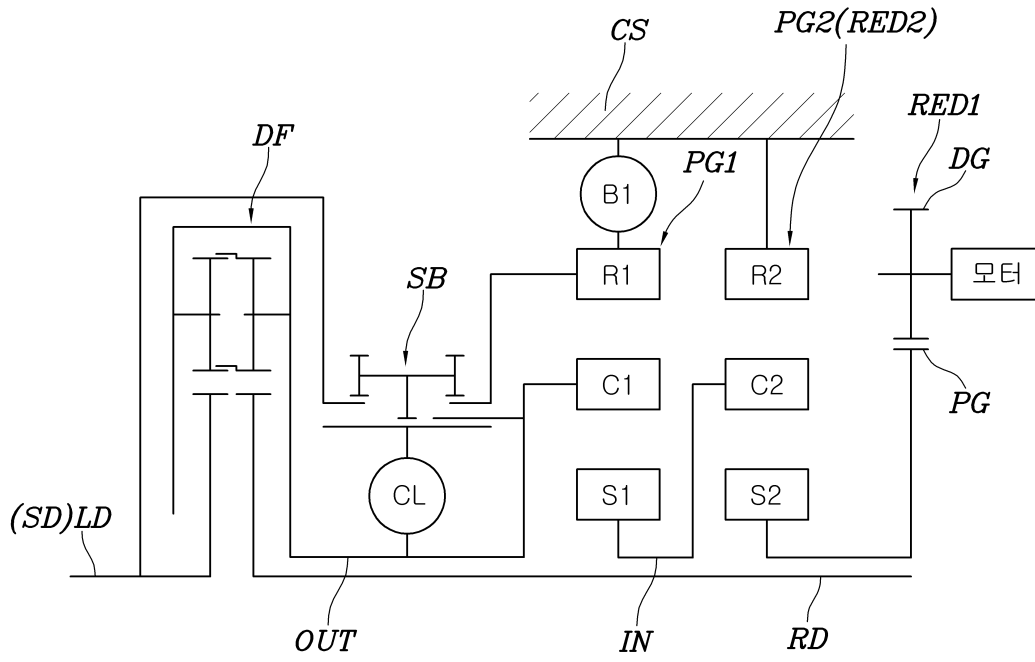 PG2(RED2)
CS
RED1
DF
PG1
DG
B1
SB
R1
R2
모터
C1
C2
PG
CL
S1
S2
(SD)LD
OUT
IN
RD